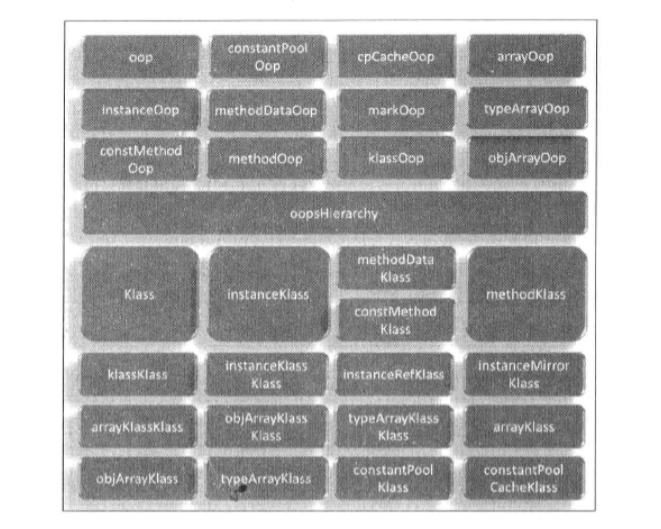 oop
constantPool
Oop
cpCacheOop
arrayOop
instanceOop
methodDataOop
markOop
typeArrayOop
constMethod
Oop
methodOop
klassOop
objArrayOop
oopsHierarchy
Klass
instanceKlass
methodData
Klass
constMethod
Klass
methodKlass
klassKlass
instanceKlass
Klass
instanceRefKlass
instanceMirror
Klass
arrayKlassKlass
objArrayKlass
Klass
typeArrayKlass
Klass
arrayKlass
objArrayKlass
typeArrayKlass
constantPool
Klass
constantPool
CacheKlass